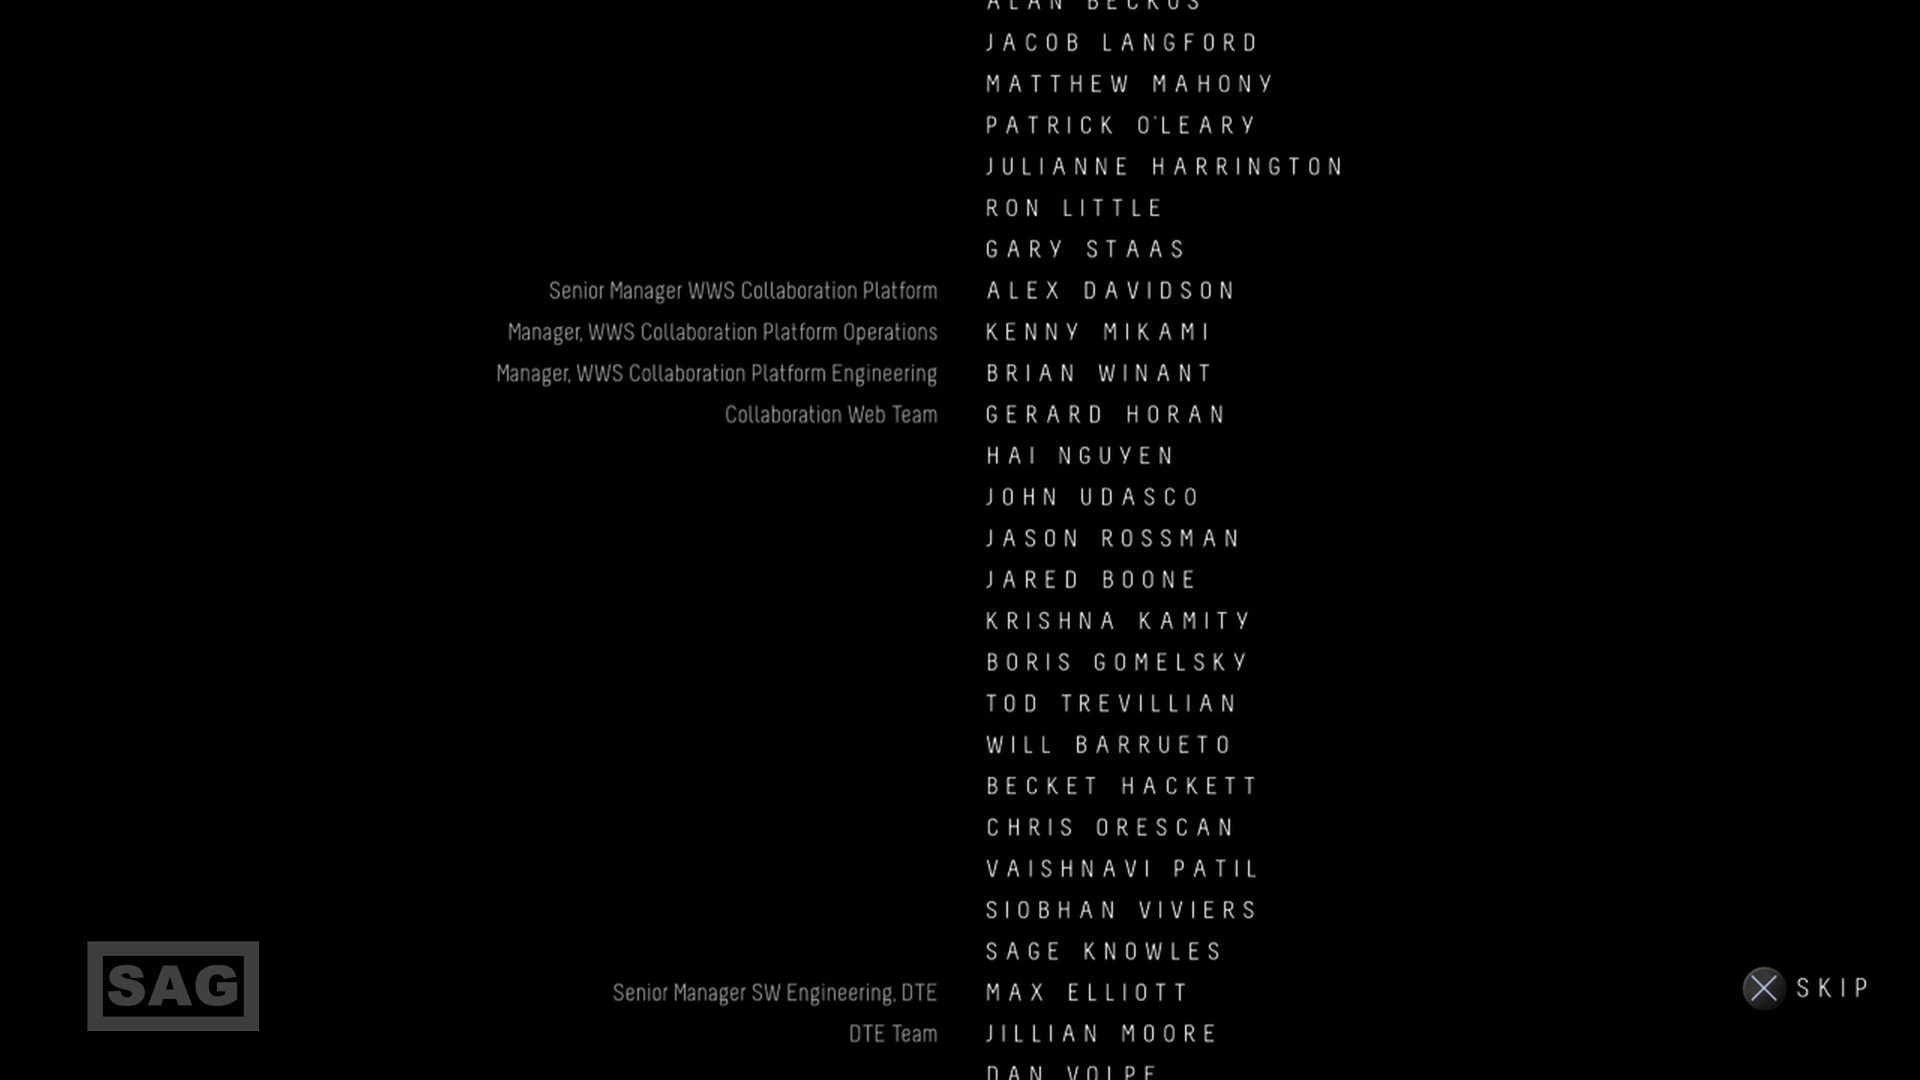 ALAN BECKUS
JACOB LANGFORD
MATTHEW MAHONY
PATRICK O'LEARY
JULIANNE HARRINGTON
RON LITTLE
GARY STAAS
Senior Manager WWS Collaboration Platform ALEX DAVIDSON
Manager, WWS Collaboration Platform Operations KENNY MIKAMI
Manager, WWS Collaboration Platform Engineering BRIAN WINANT
Collaboration Web Team GERARD HORAN
HAI NGUYEN
JOHN UDASCO
JASON ROSSMAN
JARED BOONE
KRISHNA KAMITY
BORIS GOMELSKY
TOD TREVILLIAN
WILL BARRUETO
BECKET HACKETT
CHRIS ORESCAN
VAISHNAVI PATIL
SIOBHAN VIVIERS
SAGE KNOWLES
Senior Manager SW Engineering, DTE MAX ELLIOTT
DTE Team JILLIAN MOORE
DAN VOLPE
SAG
SKIP